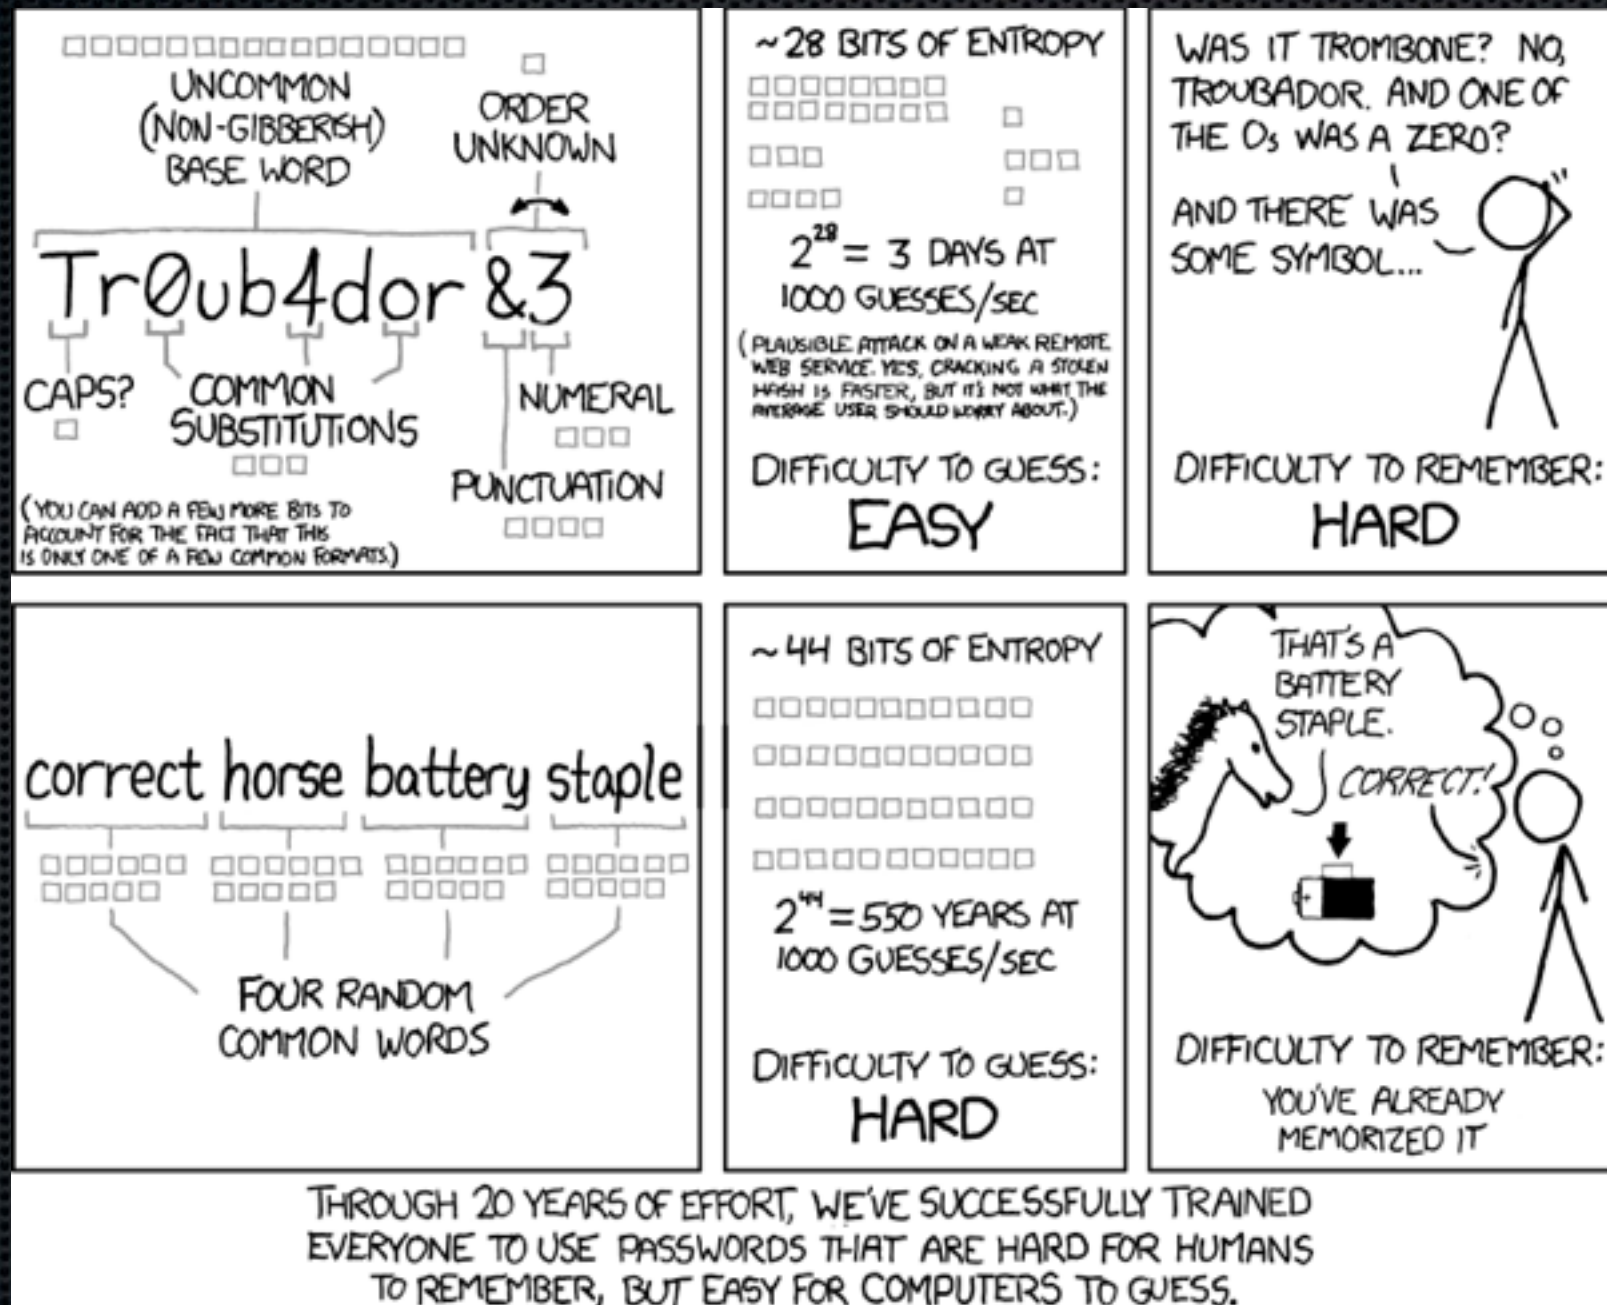 UNCOMMON
(NON-GIBBERISH)
BASE WORD
ORDER
UNKNOWN
Tr0ub4dor &3
CAPS?
COMMON
SUBSTITUTIONS
NUMERAL
PUNCTUATION
(YOU CAN ADD A FEW MORE BITS TO
ACCOUNT FOR THE FACT THAT THIS
IS ONLY ONE OF A FEW COMMON FORMATS.)
~28 BITS OF ENTROPY
2^28 = 3 DAYS AT
1000 GUESSES/SEC
(PLAUSIBLE ATTACK ON A WEAK REMOTE
WEB SERVICE. YES, CRACKING A STOLEN
HASH IS FASTER, BUT IT'S NOT WHAT THE
AVERAGE USER SHOULD WORRY ABOUT.)
DIFFICULTY TO GUESS:
EASY
WAS IT TROMBONE? NO,
TROUBADOR. AND ONE OF
THE Os WAS A ZERO?
AND THERE WAS
SOME SYMBOL...
DIFFICULTY TO REMEMBER:
HARD
correct horse battery staple
FOUR RANDOM
COMMON WORDS
~44 BITS OF ENTROPY
2^44 = 550 YEARS AT
1000 GUESSES/SEC
DIFFICULTY TO GUESS:
HARD
THAT'S A
BATTERY
STAPLE.
CORRECT!
DIFFICULTY TO REMEMBER:
YOU'VE ALREADY
MEMORIZED IT
THROUGH 20 YEARS OF EFFORT, WE'VE SUCCESSFULLY TRAINED
EVERYONE TO USE PASSWORDS THAT ARE HARD FOR HUMANS
TO REMEMBER, BUT EASY FOR COMPUTERS TO GUESS.